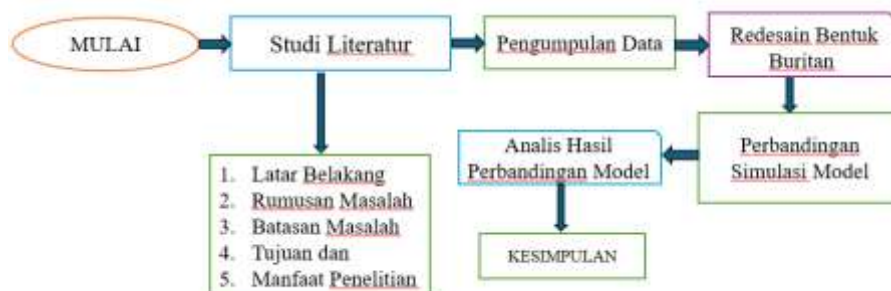 MULAI
Studi Literatur
Pengumpulan Data
Redesain Bentuk
Buritan
1. Latar Belakang
2. Rumusan Masalah
3. Batasan Masalah
4. Tujuan dan
5. Manfaat Penelitian
Perbandingan
Simulasi Model
Analis Hasil
Perbandingan Model
KESIMPULAN